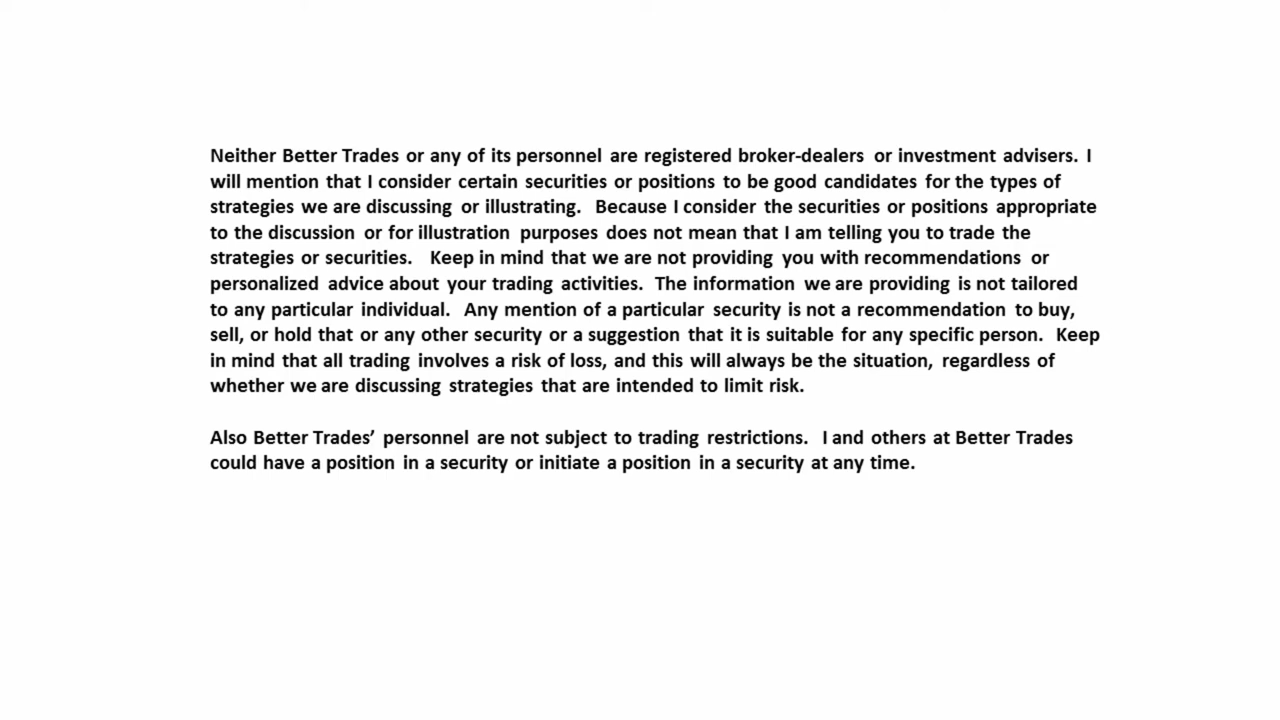 Neither Better Trades or any of its personnel are registered broker-dealers or investment advisers. I
will mention that I consider certain securities or positions to be good candidates for the types of
strategies we are discussing or illustrating. Because I consider the securities or positions appropriate
to the discussion or for illustration purposes does not mean that I am telling you to trade the
strategies or securities. Keep in mind that we are not providing you with recommendations or
personalized advice about your trading activities. The information we are providing is not tailored
to any particular individual. Any mention of a particular security is not a recommendation to buy,
sell, or hold that or any other security or a suggestion that it is suitable for any specific person. Keep
in mind that all trading involves a risk of loss, and this will always be the situation, regardless of
whether we are discussing strategies that are intended to limit risk.
Also Better Trades’ personnel are not subject to trading restrictions. I and others at Better Trades
could have a position in a security or initiate a position in a security at any time.